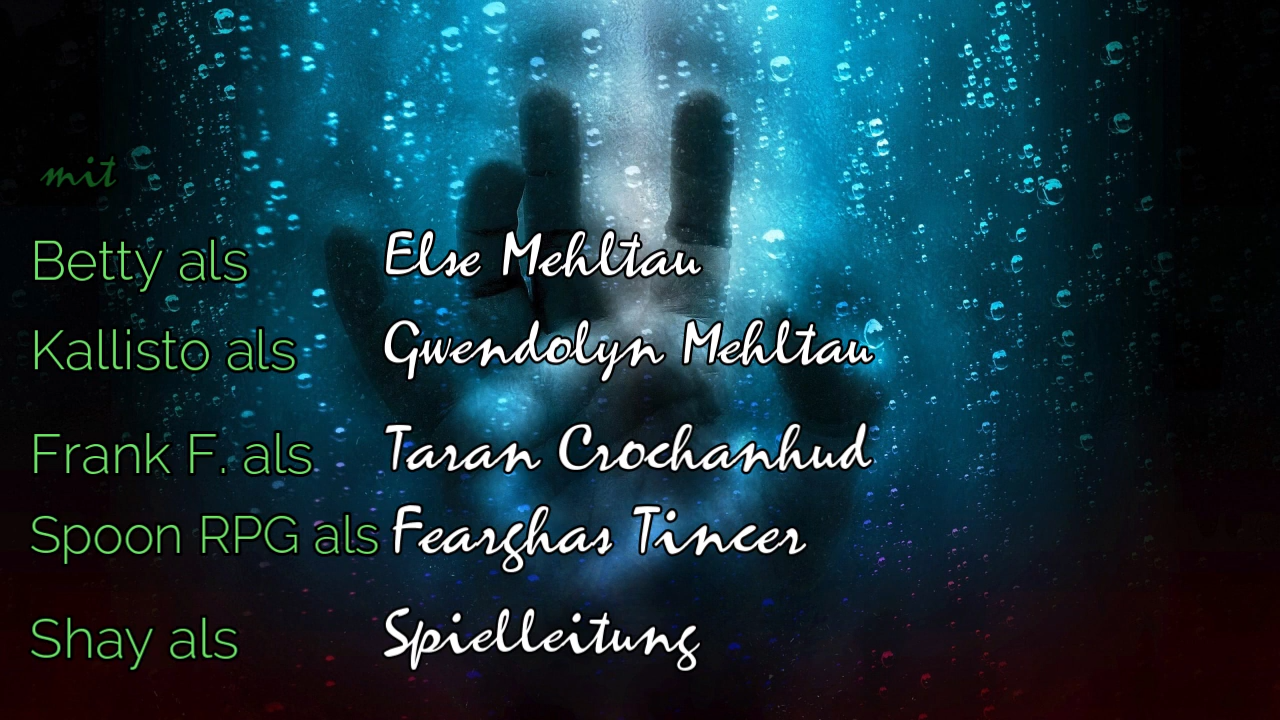 mit
Betty als Else Mehltau
Kallisto als Gwendolyn Mehltau
Frank F. als Taran Crochanhud
Spoon RPG als Fearghas Tincer
Shay als Spielleitung